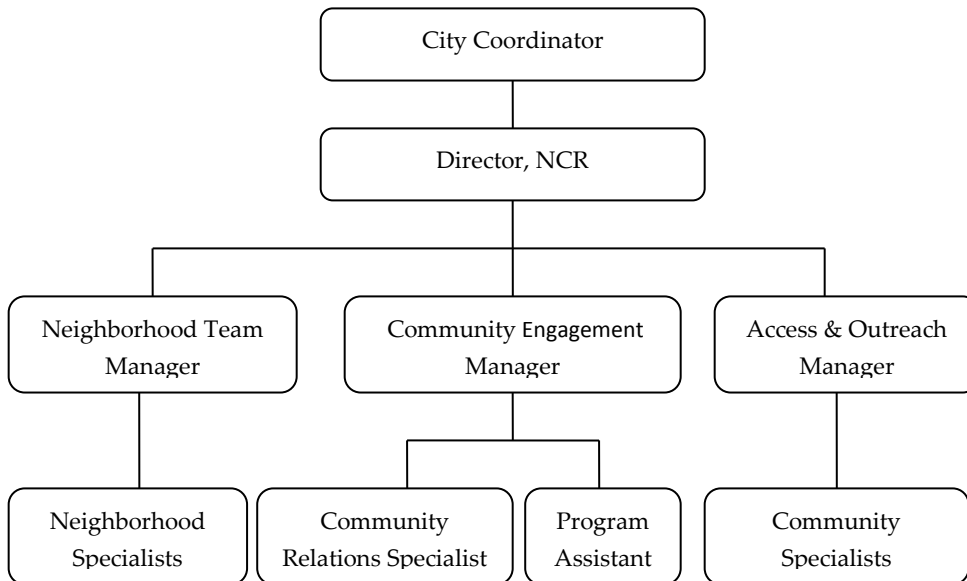 City Coordinator
Director, NCR
Neighborhood Team
Manager
Community Engagement
Manager
Access & Outreach
Manager
Neighborhood
Specialists
Community
Relations Specialist
Program
Assistant
Community
Specialists